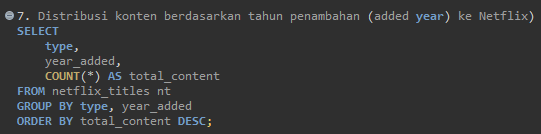 7. Distribusi konten berdasarkan tahun penambahan (added year) ke Netflix)
SELECT
type,
year_added,
COUNT(*) AS total_content
FROM netflix_titles nt
GROUP BY type, year_added
ORDER BY total_content DESC;